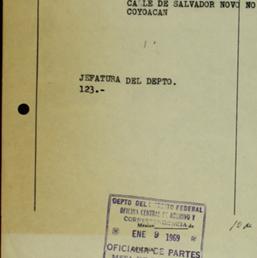 CALLE DE SALVADOR NOVO NO
COYOACAN
JEFATURA DEL DEPTO.
123.-
DEPTO DEL DISTRITO FEDERAL
OFICINA CENTRAL DE ARCHIVO Y
CORRESPONDENCIA
ENE 9 1969
OFICIALIA DE PARTES